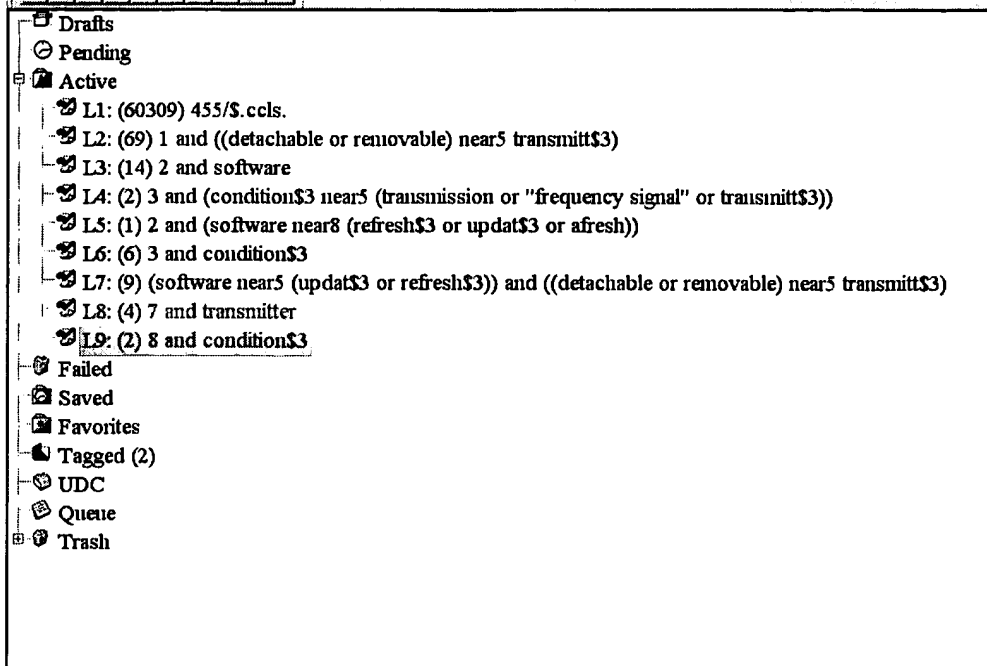 Drafts
Pending
Active
L1: (60309) 455/$.ccls.
L2: (69) 1 and ((detachable or removable) near5 transmitt$3)
L3: (14) 2 and software
L4: (2) 3 and (condition$3 near5 (transmission or "frequency signal" or transmitt$3))
L5: (1) 2 and (software near8 (refresh$3 or updat$3 or afresh))
L6: (6) 3 and condition$3
L7: (9) (software near5 (updat$3 or refresh$3)) and ((detachable or removable) near5 transmitt$3)
L8: (4) 7 and transmitter
L9: (2) 8 and condition$3
Failed
Saved
Favorites
Tagged (2)
UDC
Queue
Trash